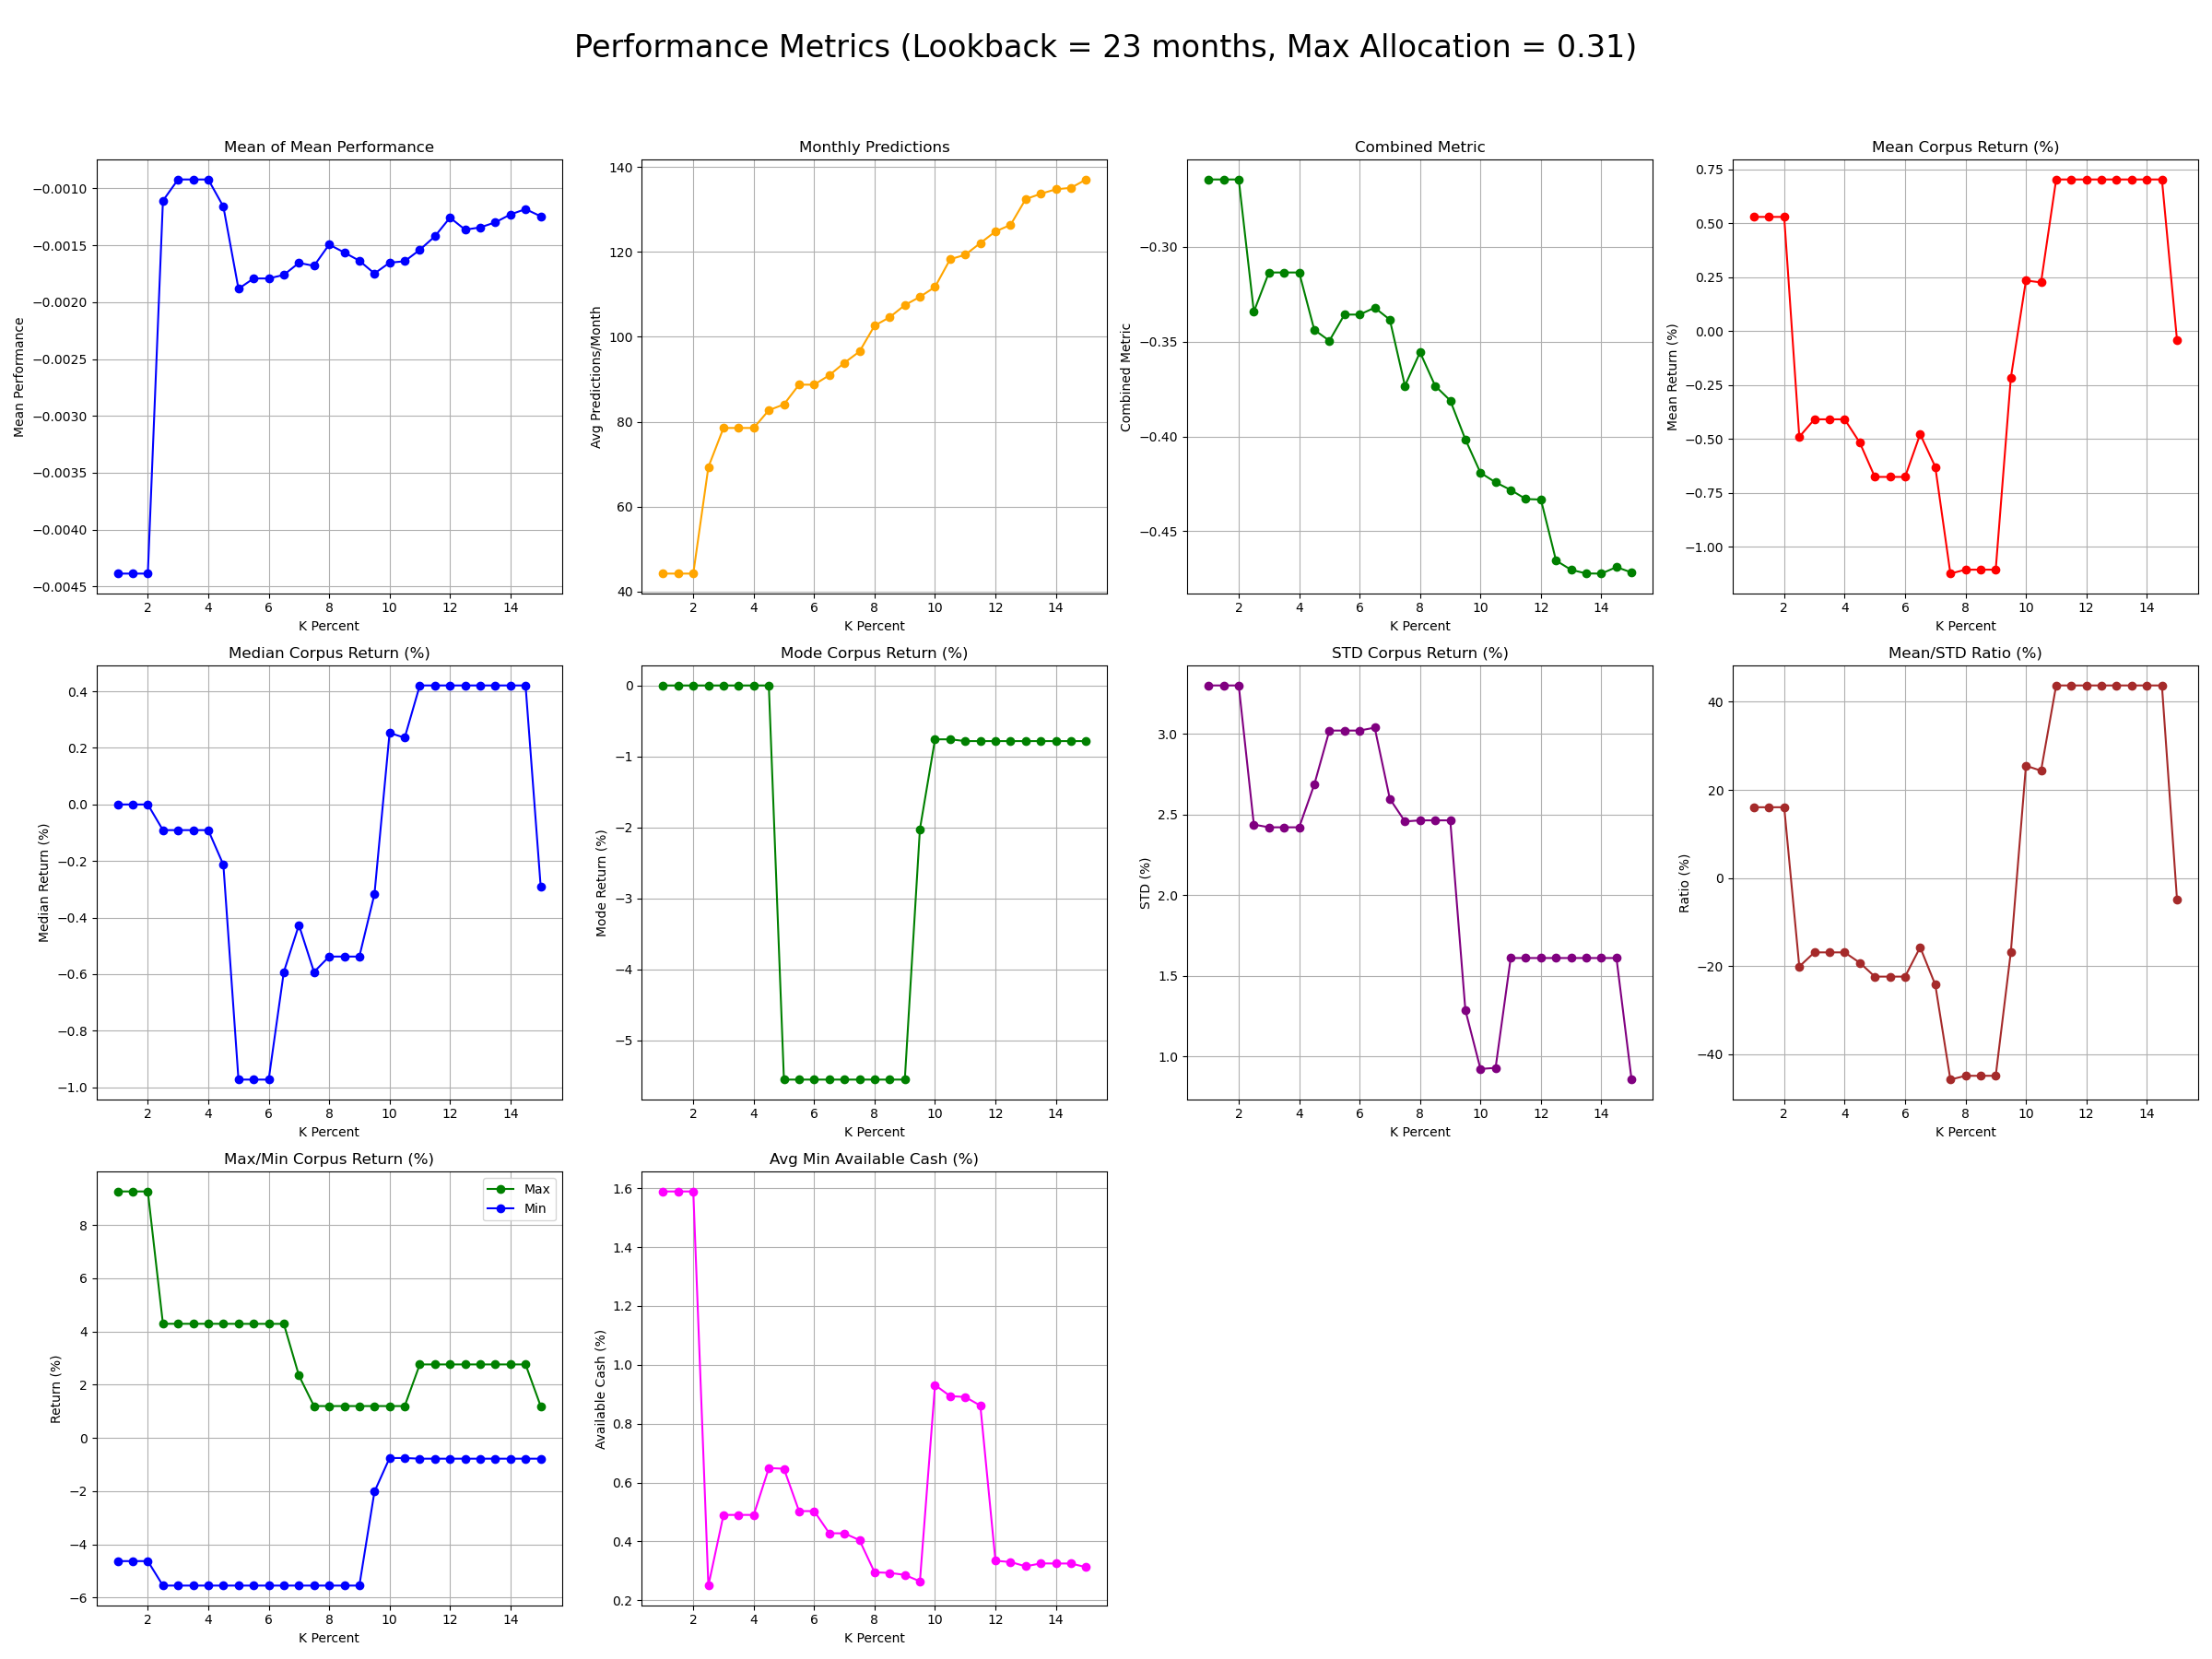 Performance Metrics (Lookback = 23 months, Max Allocation = 0.31)
Mean of Mean Performance
Mean Performance
−0.0010
−0.0015
−0.0020
−0.0025
−0.0030
−0.0035
−0.0040
−0.0045
2 4 6 8 10 12 14
K Percent
Monthly Predictions
Avg Predictions/Month
140
120
100
80
60
40
2 4 6 8 10 12 14
K Percent
Combined Metric
Combined Metric
−0.30
−0.35
−0.40
−0.45
2 4 6 8 10 12 14
K Percent
Mean Corpus Return (%)
Mean Return (%)
0.75
0.50
0.25
0.00
−0.25
−0.50
−0.75
−1.00
2 4 6 8 10 12 14
K Percent
Median Corpus Return (%)
Median Return (%)
0.4
0.2
0.0
−0.2
−0.4
−0.6
−0.8
−1.0
2 4 6 8 10 12 14
K Percent
Mode Corpus Return (%)
Mode Return (%)
0
−1
−2
−3
−4
−5
2 4 6 8 10 12 14
K Percent
STD Corpus Return (%)
STD (%)
3.0
2.5
2.0
1.5
1.0
2 4 6 8 10 12 14
K Percent
Mean/STD Ratio (%)
Ratio (%)
40
20
0
−20
−40
2 4 6 8 10 12 14
K Percent
Max/Min Corpus Return (%)
Return (%)
8
6
4
2
0
−2
−4
−6
Max
Min
2 4 6 8 10 12 14
K Percent
Avg Min Available Cash (%)
Available Cash (%)
1.6
1.4
1.2
1.0
0.8
0.6
0.4
0.2
2 4 6 8 10 12 14
K Percent